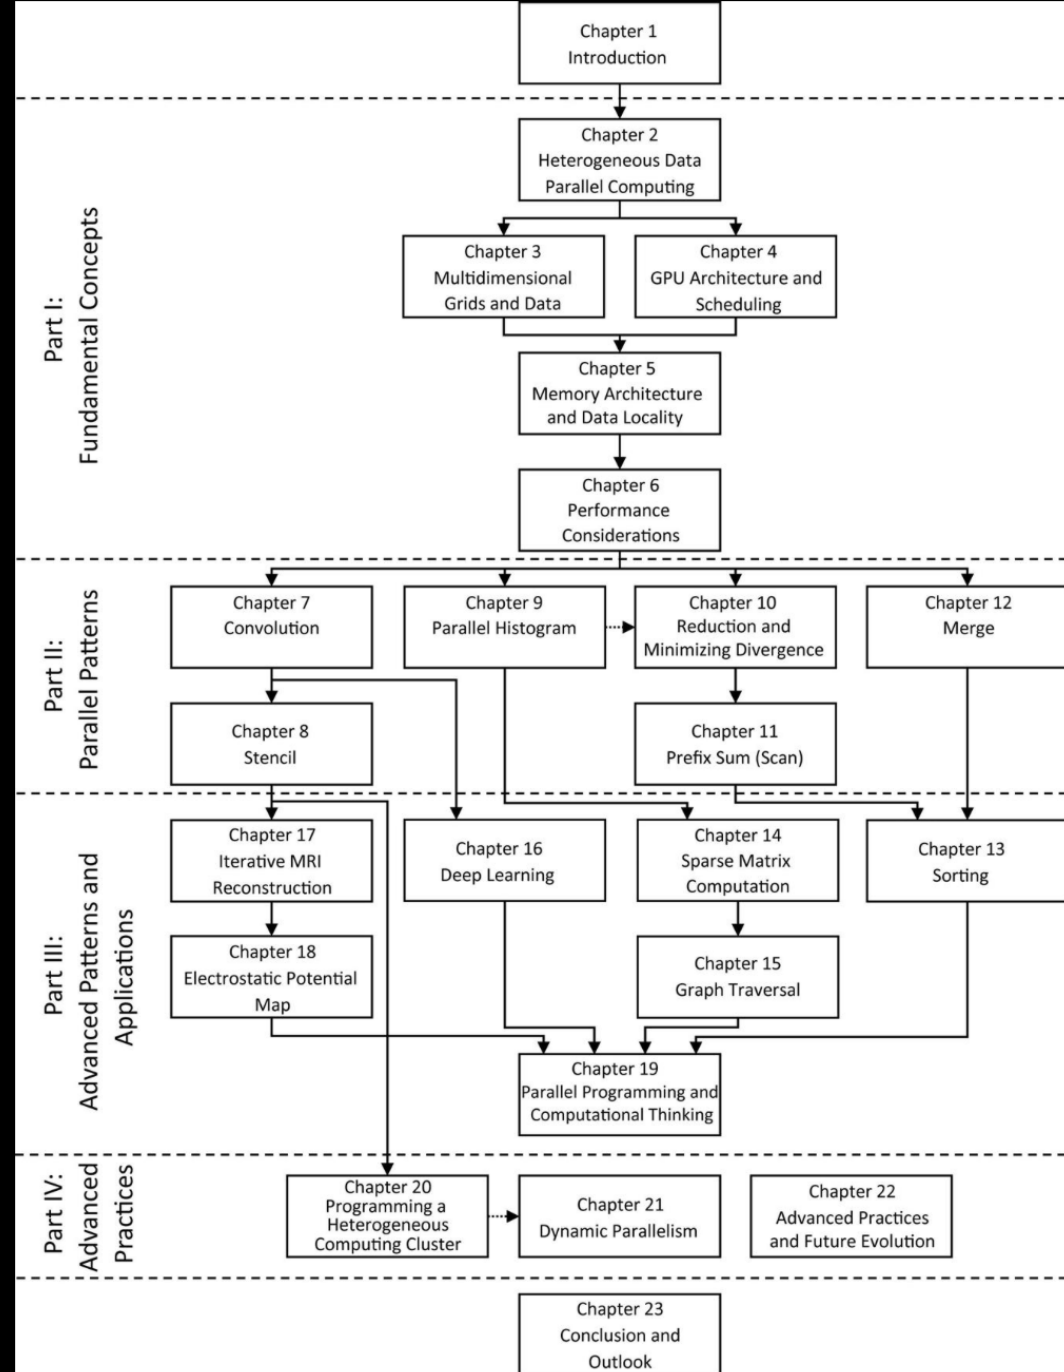 Chapter 1
Introduction
Part I:
Fundamental Concepts
Chapter 2
Heterogeneous Data
Parallel Computing
Chapter 3
Multidimensional
Grids and Data
Chapter 4
GPU Architecture and
Scheduling
Chapter 5
Memory Architecture
and Data Locality
Chapter 6
Performance
Considerations
Part II:
Parallel Patterns
Chapter 7
Convolution
Chapter 9
Parallel Histogram
Chapter 10
Reduction and
Minimizing Divergence
Chapter 12
Merge
Chapter 8
Stencil
Chapter 11
Prefix Sum (Scan)
Part III:
Advanced Patterns and
Applications
Chapter 17
Iterative MRI
Reconstruction
Chapter 16
Deep Learning
Chapter 14
Sparse Matrix
Computation
Chapter 13
Sorting
Chapter 18
Electrostatic Potential
Map
Chapter 15
Graph Traversal
Chapter 19
Parallel Programming and
Computational Thinking
Part IV:
Advanced
Practices
Chapter 20
Programming a
Heterogeneous
Computing Cluster
Chapter 21
Dynamic Parallelism
Chapter 22
Advanced Practices
and Future Evolution
Chapter 23
Conclusion and
Outlook